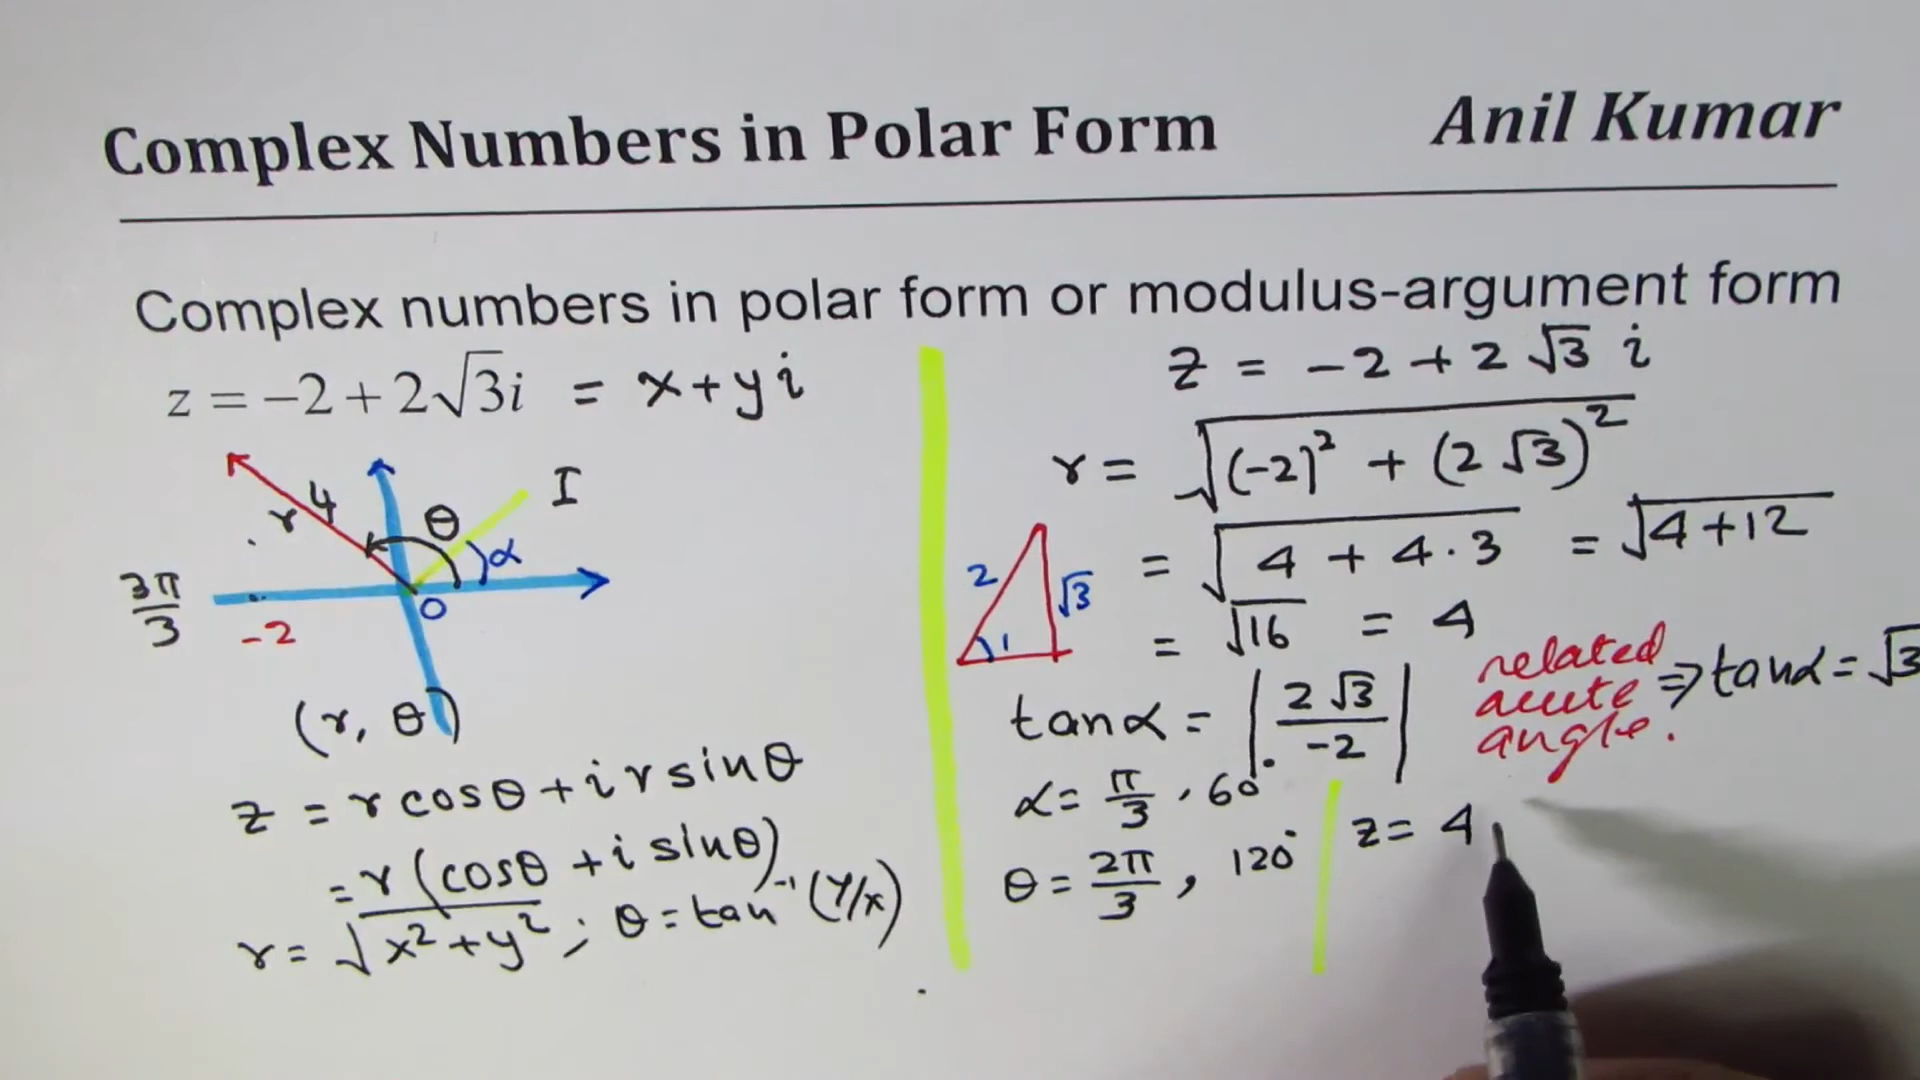 Complex Numbers in Polar Form
Anil Kumar
Complex numbers in polar form or modulus-argument form
z = −2 + 2√3i = x + yi
I
4
r
θ
α
3π/3
0
-2
(r, θ)
z = r cosθ + i r sinθ
= r (cosθ + i sinθ)
r = √x² + y² ; θ = tan⁻¹ (y/x)
z = -2 + 2 √3 i
r = √(-2)² + (2 √3)²
= √4 + 4 · 3 = √4 + 12
= √16 = 4
2
√3
1
tanα = |2 √3 / -2|
related
acute
angle.
⇒ tanα = √3
α = π/3 , 60°
θ = 2π/3 , 120°
z = 4